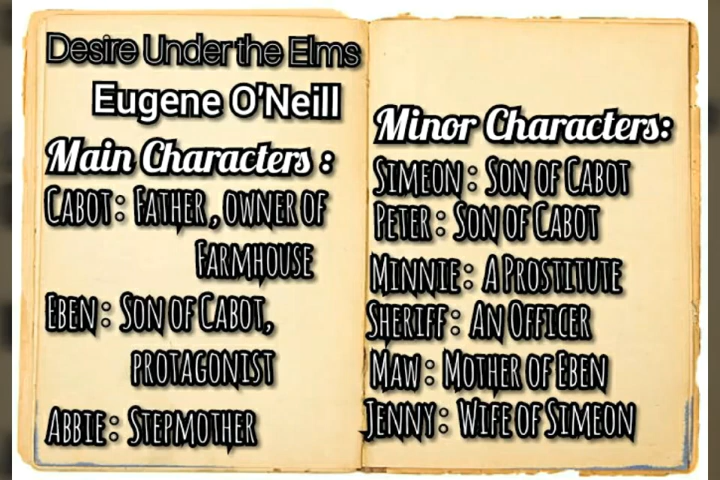 Desire Under the Elms
Eugene O'Neill
Main Characters :
Cabot : Father , owner of
Farmhouse
Eben : Son of Cabot,
protagonist
Abbie : Stepmother
Minor Characters:
Simeon : Son of Cabot
Peter : Son of Cabot
Minnie : A Prostitute
Sheriff : An Officer
Maw : Mother of Eben
Jenny : Wife of Simeon